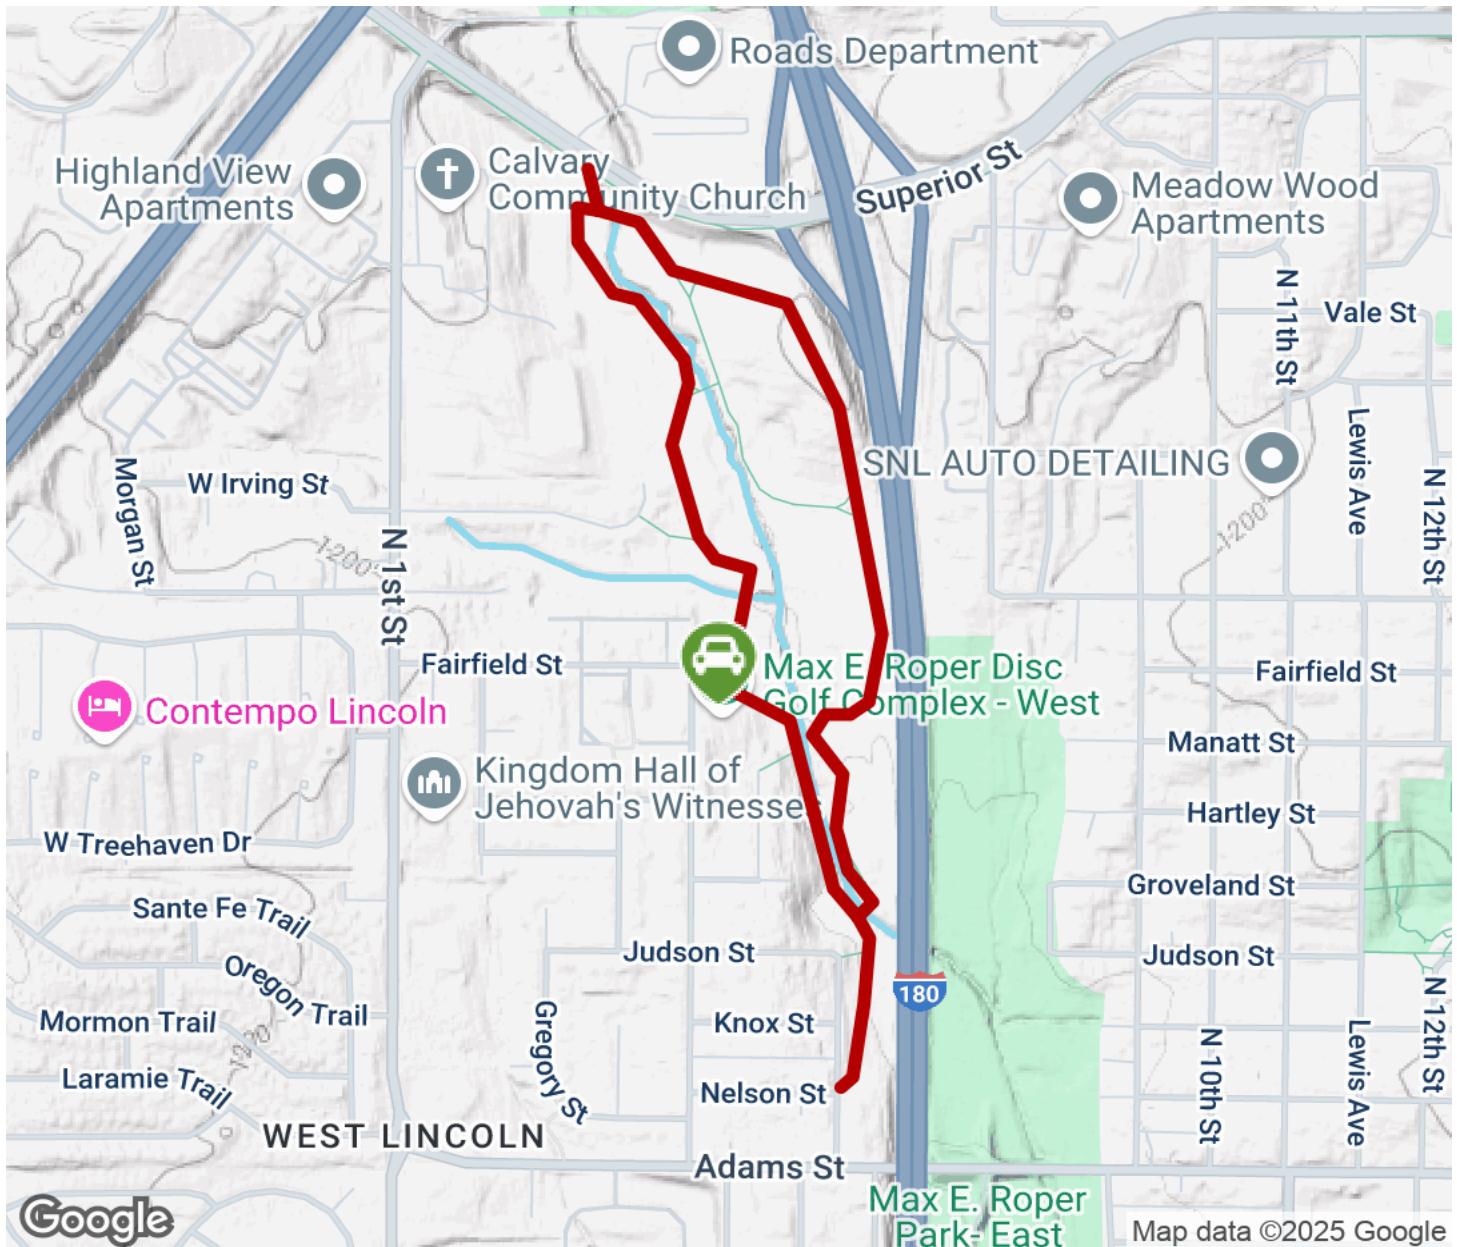 Roads Department
Highland View
Apartments
Calvary
Community Church
Superior St
Meadow Wood
Apartments
N 11th St
Vale St
SNL AUTO DETAILING
Lewis Ave
N 12th St
W Irving St
Morgan St
1200
1200
N 1st St
Fairfield St
Max E. Roper Disc
Golf Complex - West
Fairfield St
Contempo Lincoln
Manatt St
Kingdom Hall of
Jehovah's Witnesses
Hartley St
W Treehaven Dr
Groveland St
Sante Fe Trail
Judson St
Judson St
Oregon Trail
180
Mormon Trail
1220
Gregory St
Knox St
N 10th St
Lewis Ave
N 12th St
Laramie Trail
Nelson St
WEST LINCOLN
Adams St
Max E. Roper
Park- East
Google
Map data ©2025 Google